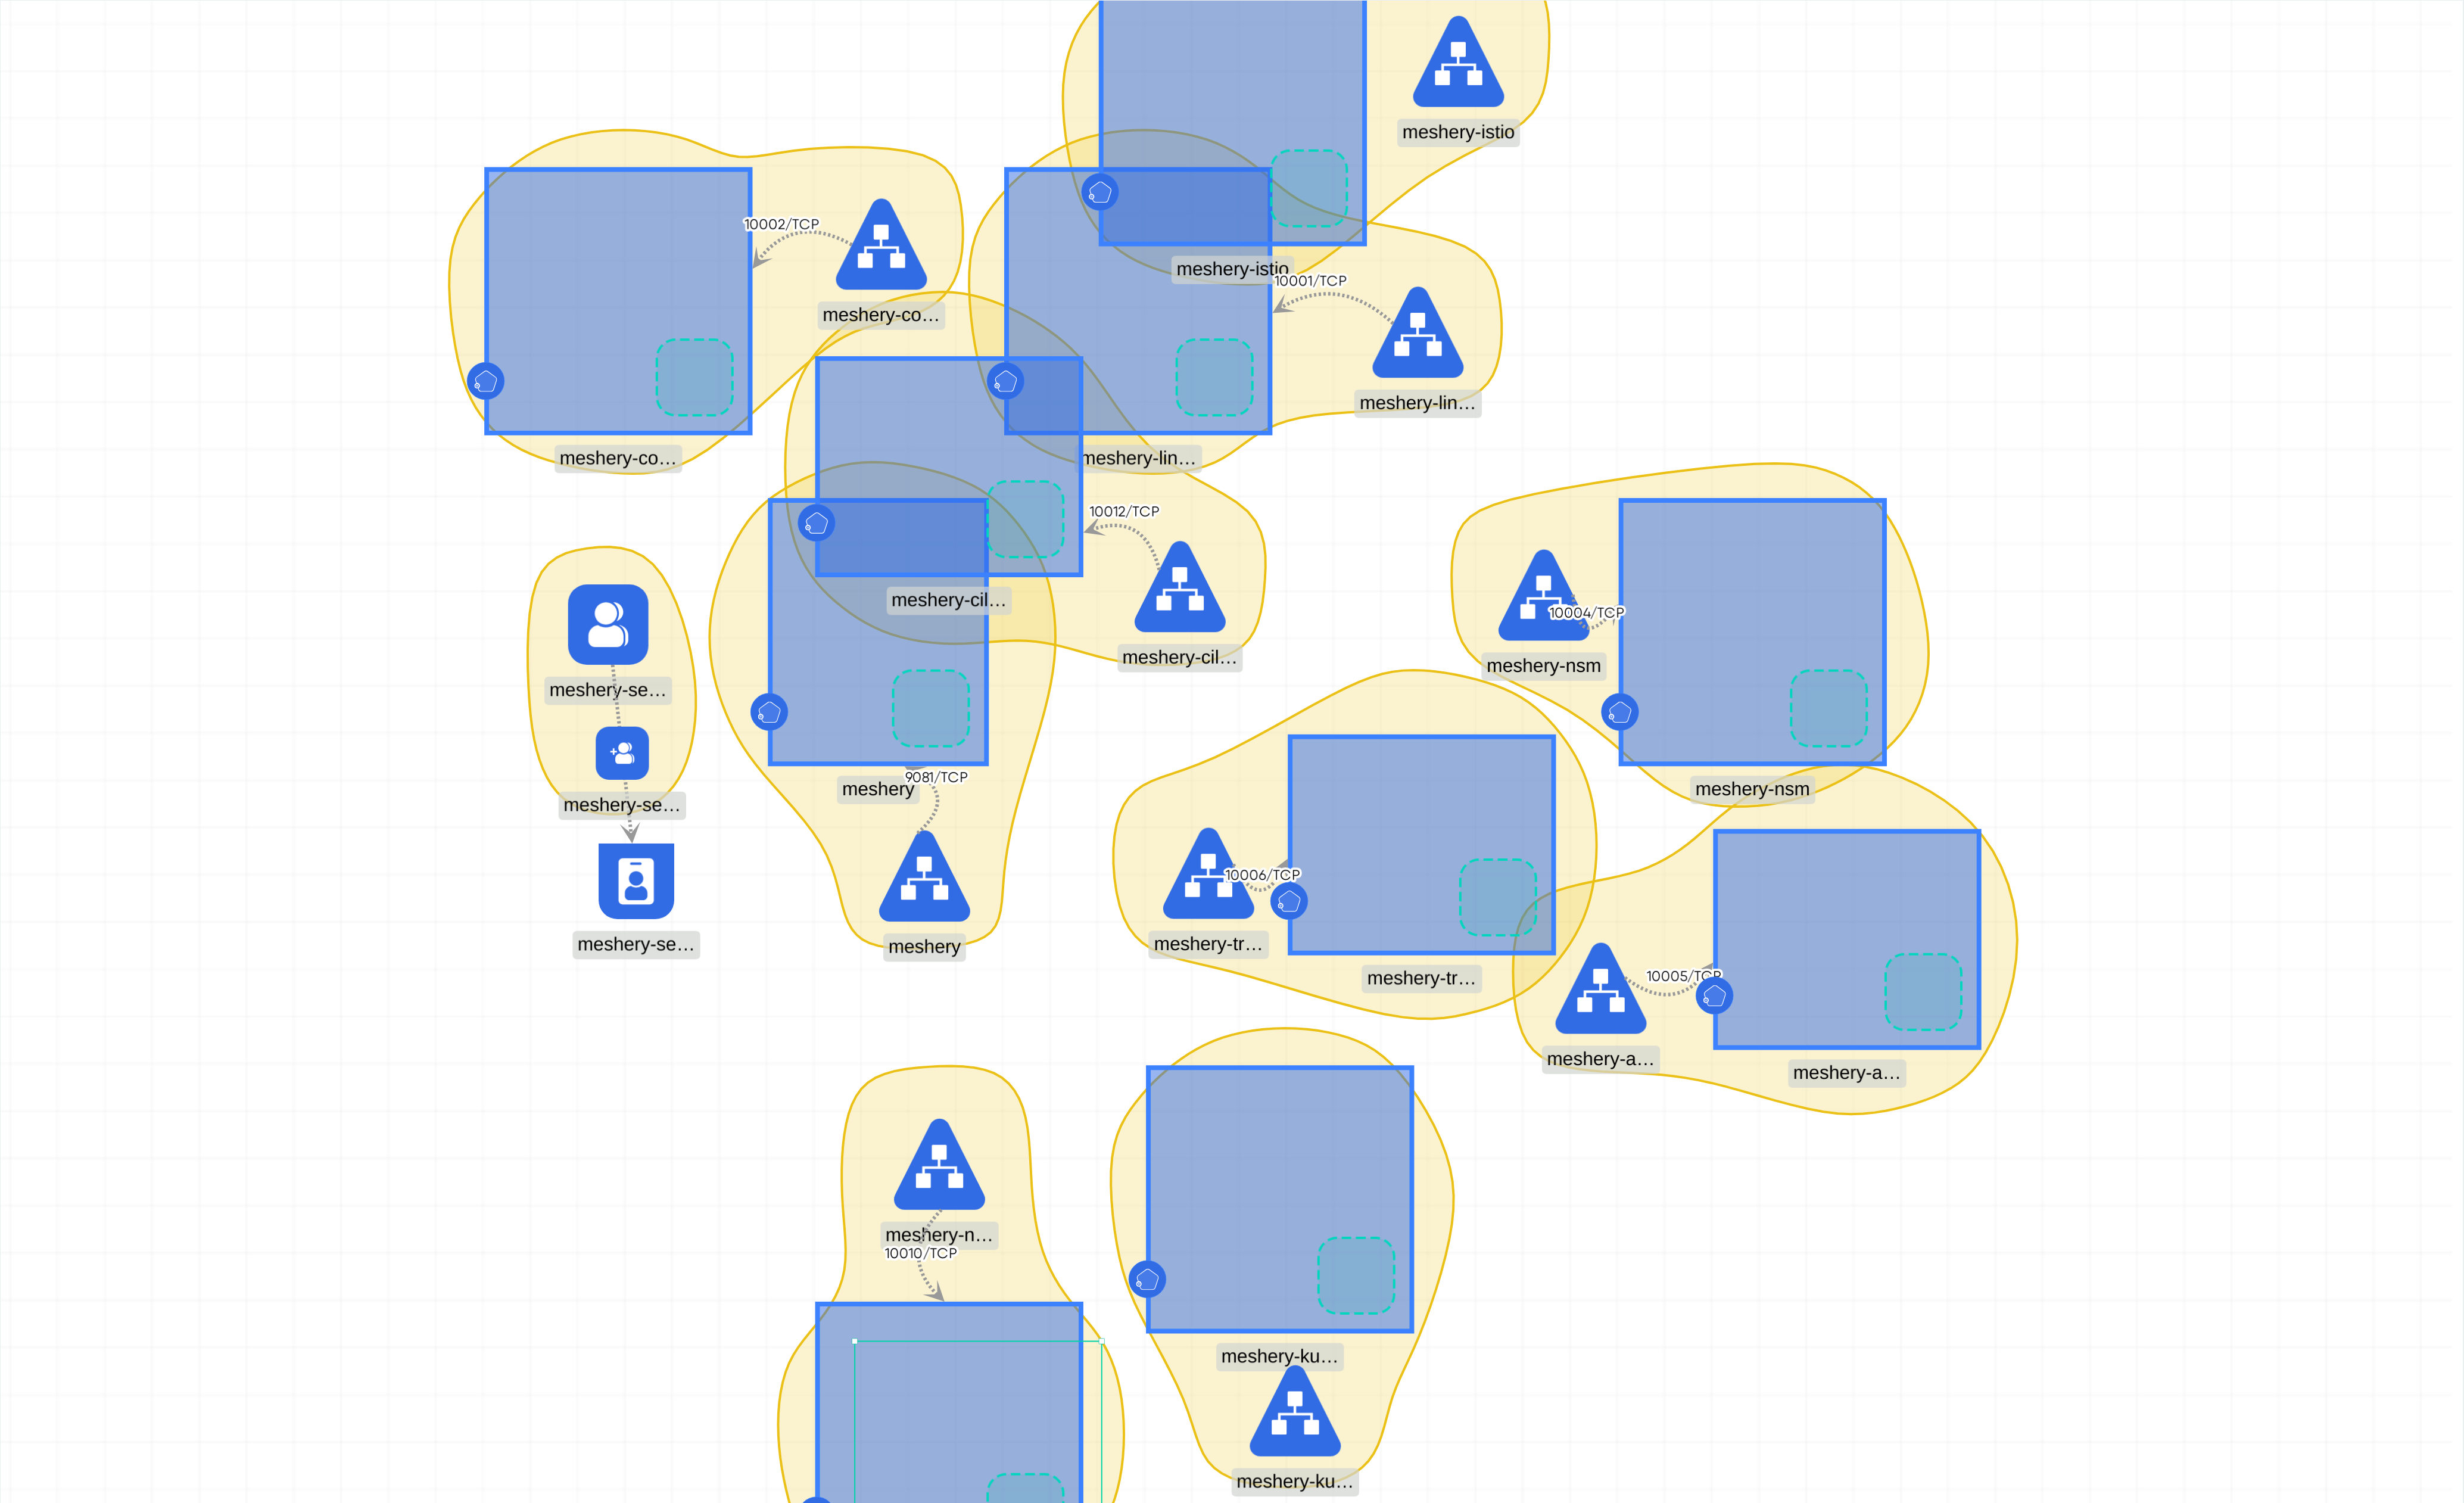 meshery-istio
10002/TCP
meshery-istio
10001/TCP
meshery-co…
meshery-lin…
meshery-co…
meshery-lin…
10012/TCP
meshery-cil…
10004/TCP
meshery-cil…
meshery-nsm
meshery-se…
9081/TCP
meshery
meshery-nsm
meshery-se…
10006/TCP
meshery-se…
meshery
meshery-tr…
meshery-tr…
10005/TCP
meshery-a…
meshery-a…
meshery-n…
10010/TCP
meshery-ku…
meshery-ku…